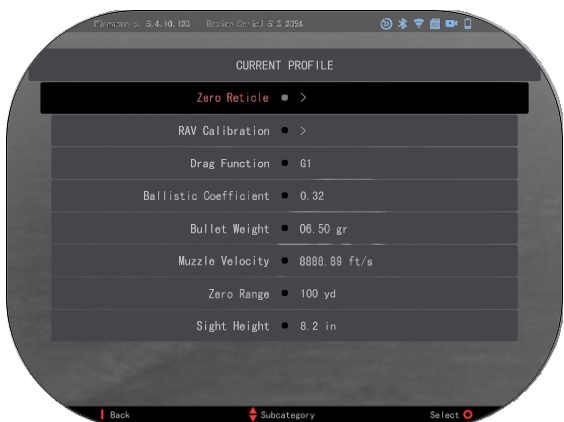 CURRENT PROFILE
Zero Reticle >
RAV Calibration >
Drag Function G1
Ballistic Coefficient 0.32
Bullet Weight 06.50 gr
Muzzle Velocity 8888.89 ft/s
Zero Range 100 yd
Sight Height 8.2 in
Back Subcategory Select